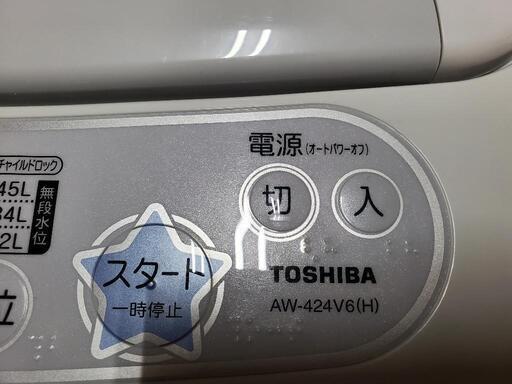 電源(オートパワーオフ)
切 入
チャイルドロック
45L
34L
2L
無段水位
位
スタート
一時停止
TOSHIBA
AW-424V6(H)